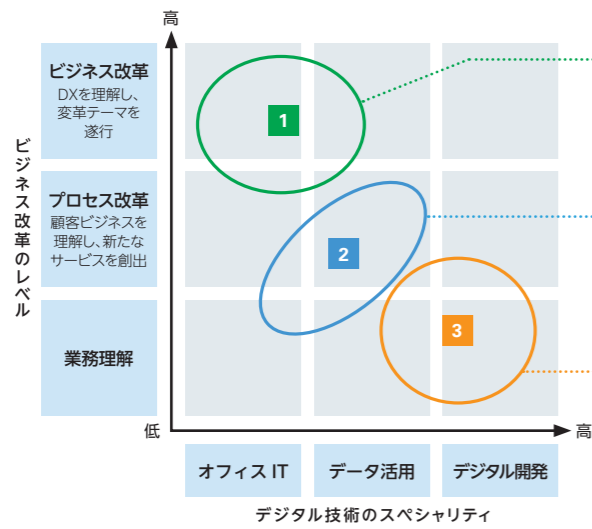 高
ビジネス改革
DXを理解し、
変革テーマを
遂行
1
プロセス改革
顧客ビジネスを
理解し、新たな
サービスを創出
2
ビジネス改革のレベル
業務理解
3
低
高
オフィス IT
データ活用
デジタル開発
デジタル技術のスペシャリティ